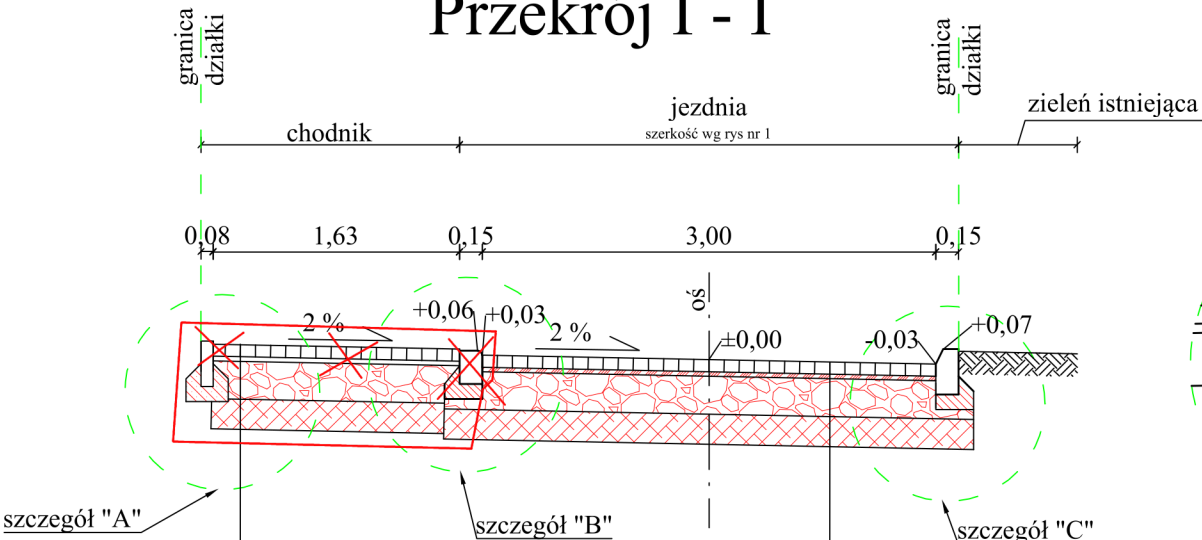 Przekrój I - I
granica
działki
granica
działki
chodnik
jezdnia
szerkość wg rys nr 1
zieleń istniejąca
0,08
1,63
0,15
3,00
0,15
2 %
+0,06
+0,03
2 %
oś
±0,00
-0,03
+0,07
szczegół "A"
szczegół "B"
szczegół "C"